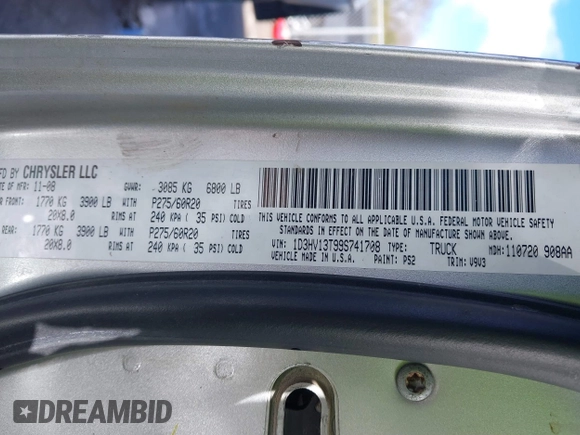 FD BY CHRYSLER LLC
ATE OF MFR: 11-08 GVWR: 3085 KG 6800 LB
AR FRONT: 1770 KG 3900 LB WITH P275/60R20 TIRES
20X8.0 RIMS AT 240 KPA ( 35 PSI) COLD
REAR: 1770 KG 3900 LB WITH P275/60R20 TIRES
20X8.0 RIMS AT 240 KPA ( 35 PSI) COLD
THIS VEHICLE CONFORMS TO ALL APPLICABLE U.S.A. FEDERAL MOTOR VEHICLE SAFETY
STANDARDS IN EFFECT ON THE DATE OF MANUFACTURE SHOWN ABOVE.
VIN: 1D3HV13T99S741708 TYPE: TRUCK MDH: 110720 908AA
VEHICLE MADE IN U.S.A. PAINT: PS2 TRIM: V9V3
DREAMBID